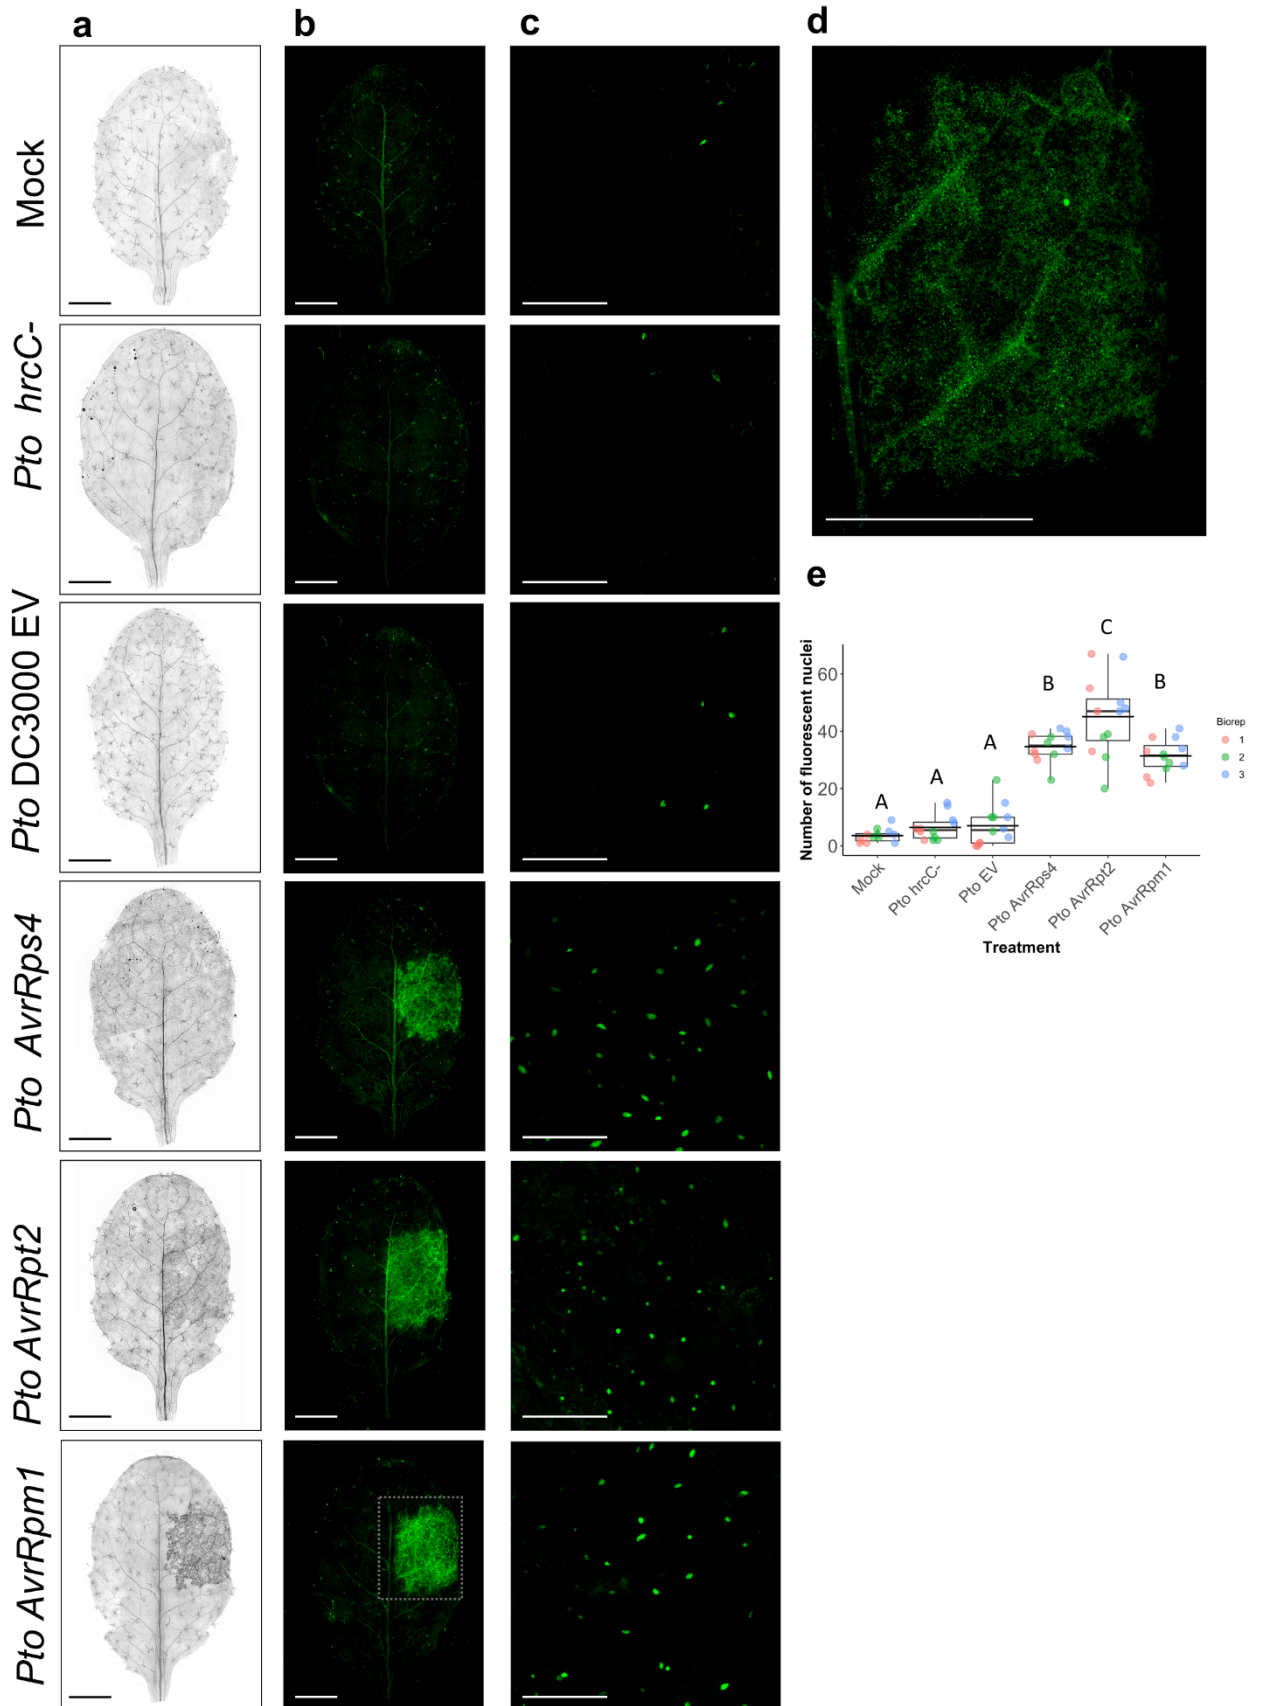 a
b
c
d
Mock
Pto hrcC-
Pto DC3000 EV
Pto AvrRps4
Pto AvrRpt2
Pto AvrRpm1
e
Number of fluorescent nuclei
60
40
20
0
A
A
A
B
C
B
Mock
Pto hrcC-
Pto EV
Pto AvrRps4
Pto AvrRpt2
Pto AvrRpm1
Treatment
Biorep
1
2
3